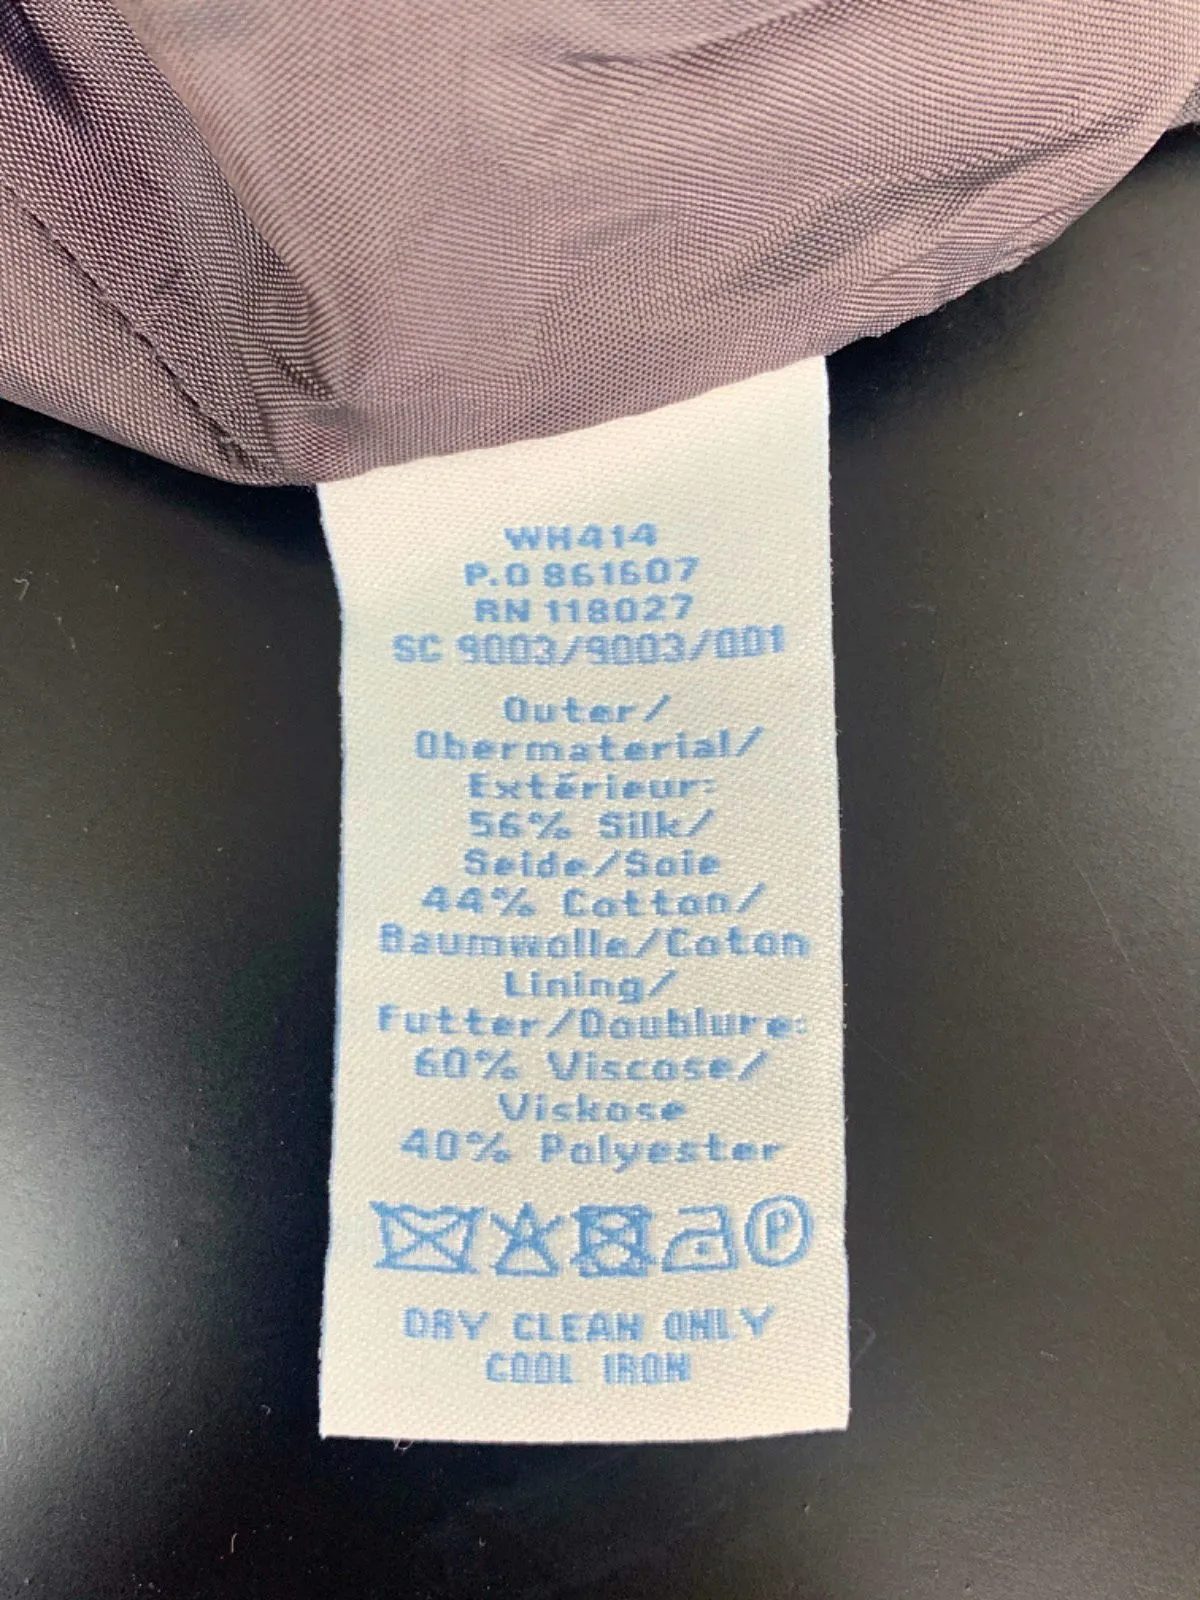 WH414
P.O 861607
RN 118027
SC 9003/9003/001
Outer/
Obermaterial/
Extérieur:
56% Silk/
Seide/Soie
44% Cotton/
Baumwolle/Coton
Lining/
Futter/Doublure:
60% Viscose/
Viskose
40% Polyester
P
DRY CLEAN ONLY
COOL IRON